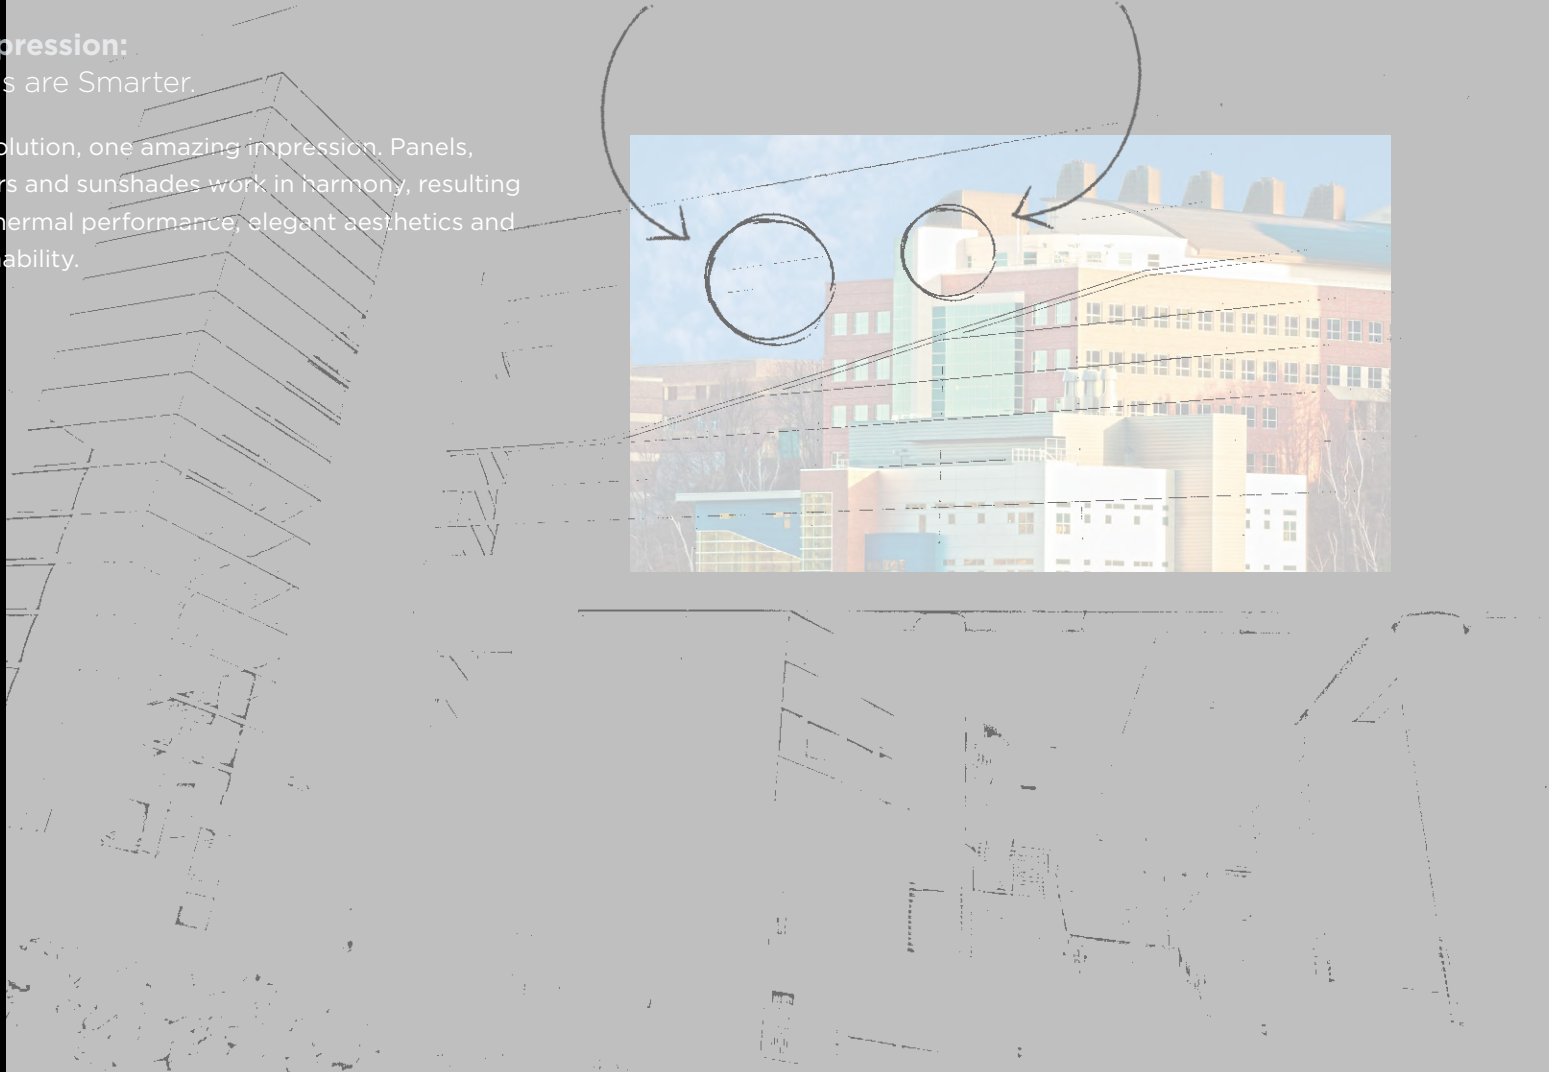 pression:
s are Smarter.
olution, one amazing impression. Panels,
rs and sunshades work in harmony, resulting
hermal performance, elegant aesthetics and
ability.